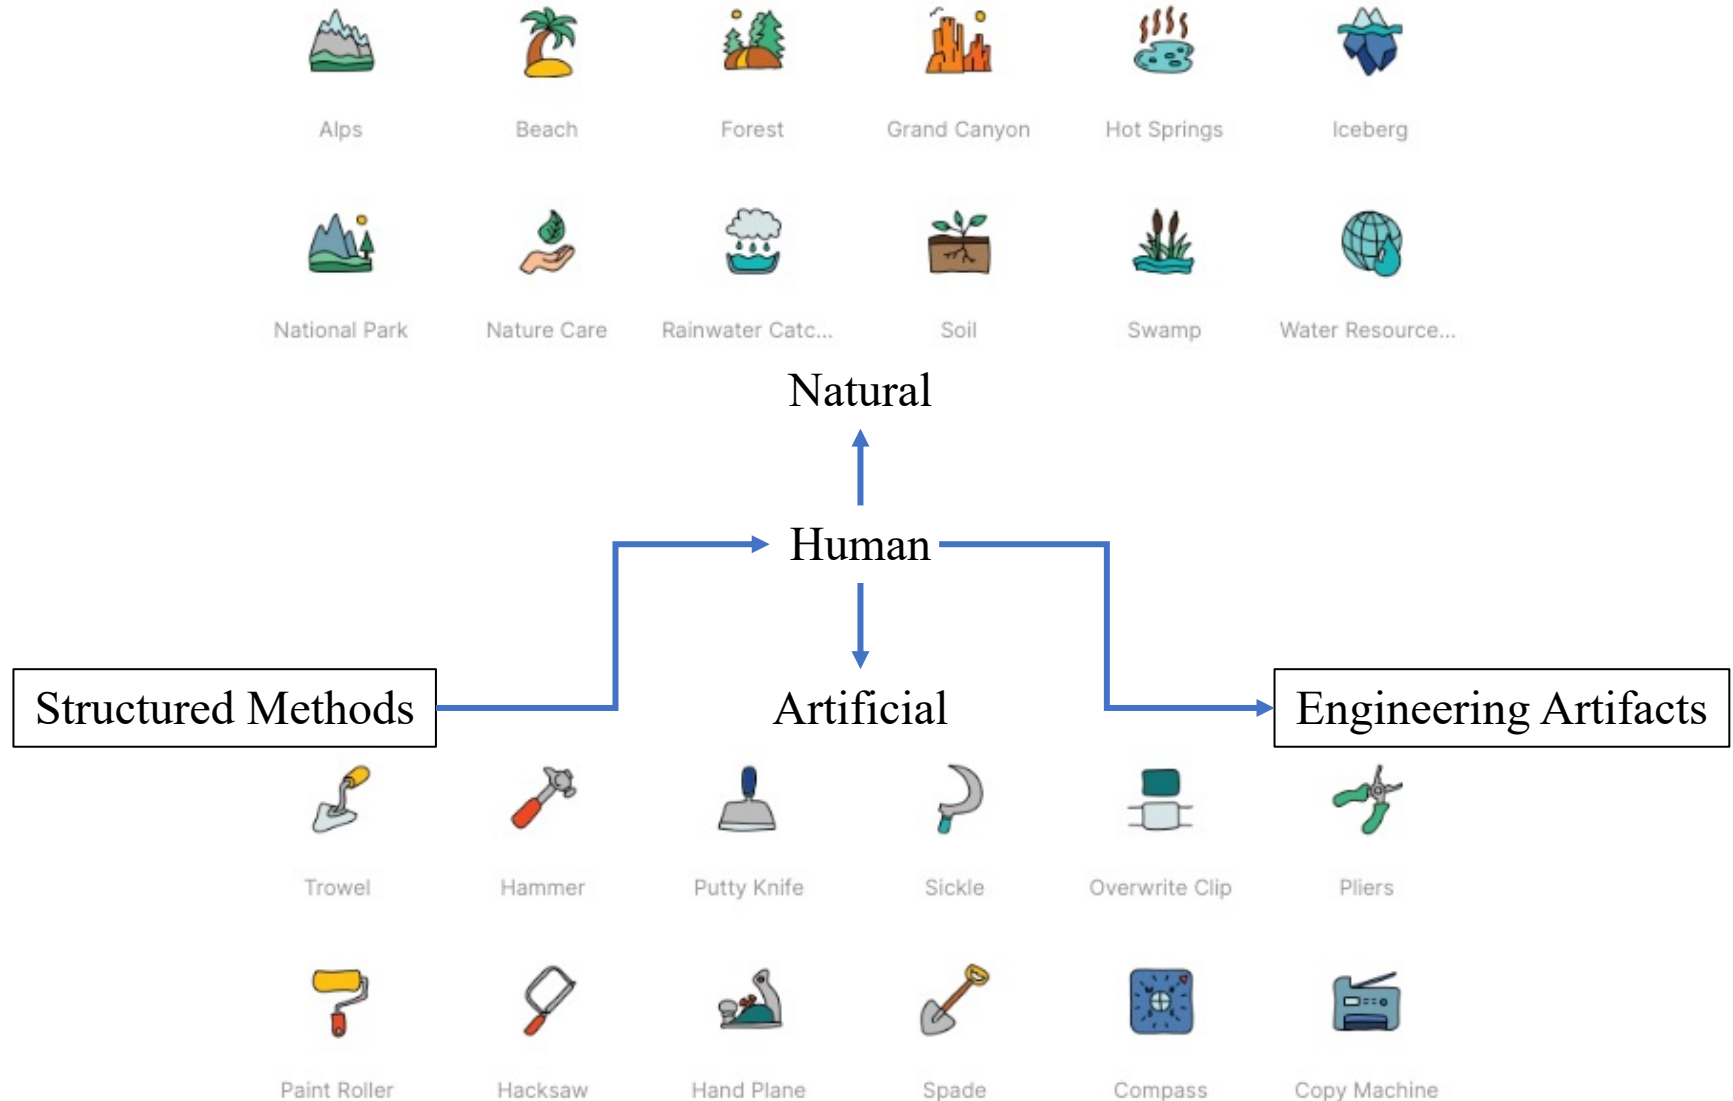 Alps
Beach
Forest
Grand Canyon
Hot Springs
Iceberg
National Park
Nature Care
Rainwater Catc...
Soil
Swamp
Water Resource...
Natural
Human
Structured Methods
Artificial
Engineering Artifacts
Trowel
Hammer
Putty Knife
Sickle
Overwrite Clip
Pliers
Paint Roller
Hacksaw
Hand Plane
Spade
Compass
Copy Machine